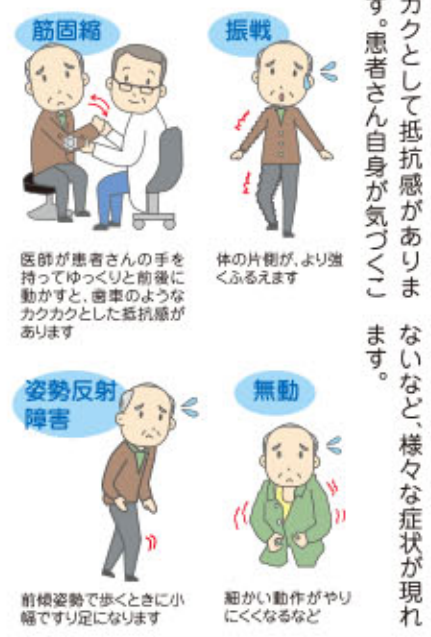 カクとして抵抗感がありま
す。患者さん自身が気づくこ
ないなど、様々な症状が現れ
ます。
筋固縮
医師が患者さんの手を
持ってゆっくりと前後に
動かすと、歯車のような
カクカクとした抵抗感が
あります
振戦
体の片側が、より強
くふるえます
姿勢反射
障害
前傾姿勢で歩くときに小
幅ですり足になります
無動
細かい動作がやり
にくくなるなど